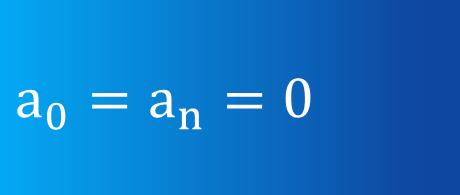 a₀ = aₙ = 0